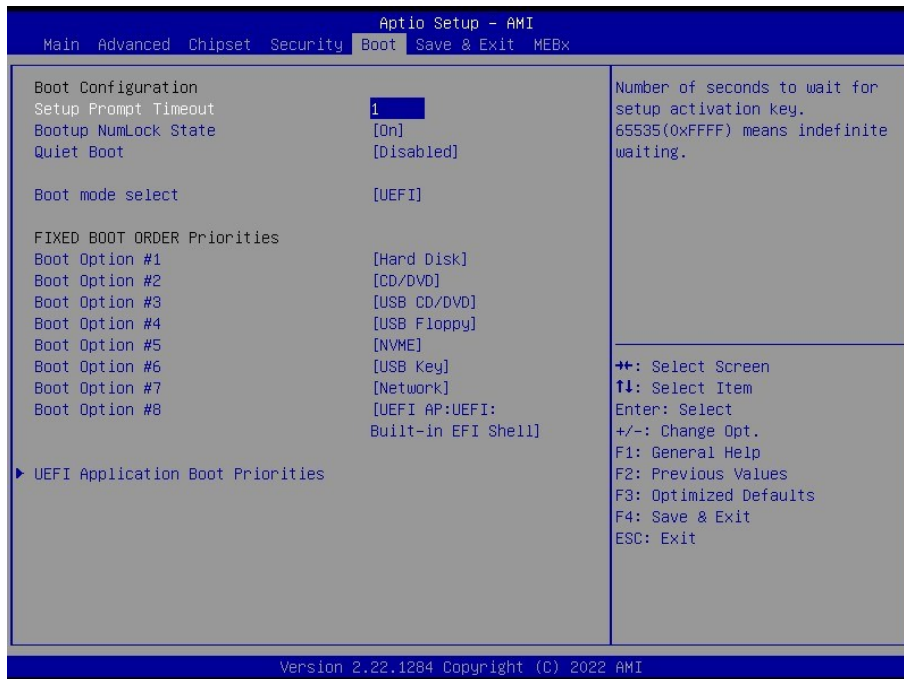 Aptio Setup – AMI
Main Advanced Chipset Security Boot Save & Exit MEBx
Boot Configuration
Setup Prompt Timeout 1
Bootup NumLock State [On]
Quiet Boot [Disabled]
Boot mode select [UEFI]
FIXED BOOT ORDER Priorities
Boot Option #1 [Hard Disk]
Boot Option #2 [CD/DVD]
Boot Option #3 [USB CD/DVD]
Boot Option #4 [USB Floppy]
Boot Option #5 [NVME]
Boot Option #6 [USB Key]
Boot Option #7 [Network]
Boot Option #8 [UEFI AP:UEFI:
Built-in EFI Shell]
▶ UEFI Application Boot Priorities
Number of seconds to wait for
setup activation key.
65535(0xFFFF) means indefinite
waiting.
→←: Select Screen
↑↓: Select Item
Enter: Select
+/-: Change Opt.
F1: General Help
F2: Previous Values
F3: Optimized Defaults
F4: Save & Exit
ESC: Exit
Version 2.22.1284 Copyright (C) 2022 AMI